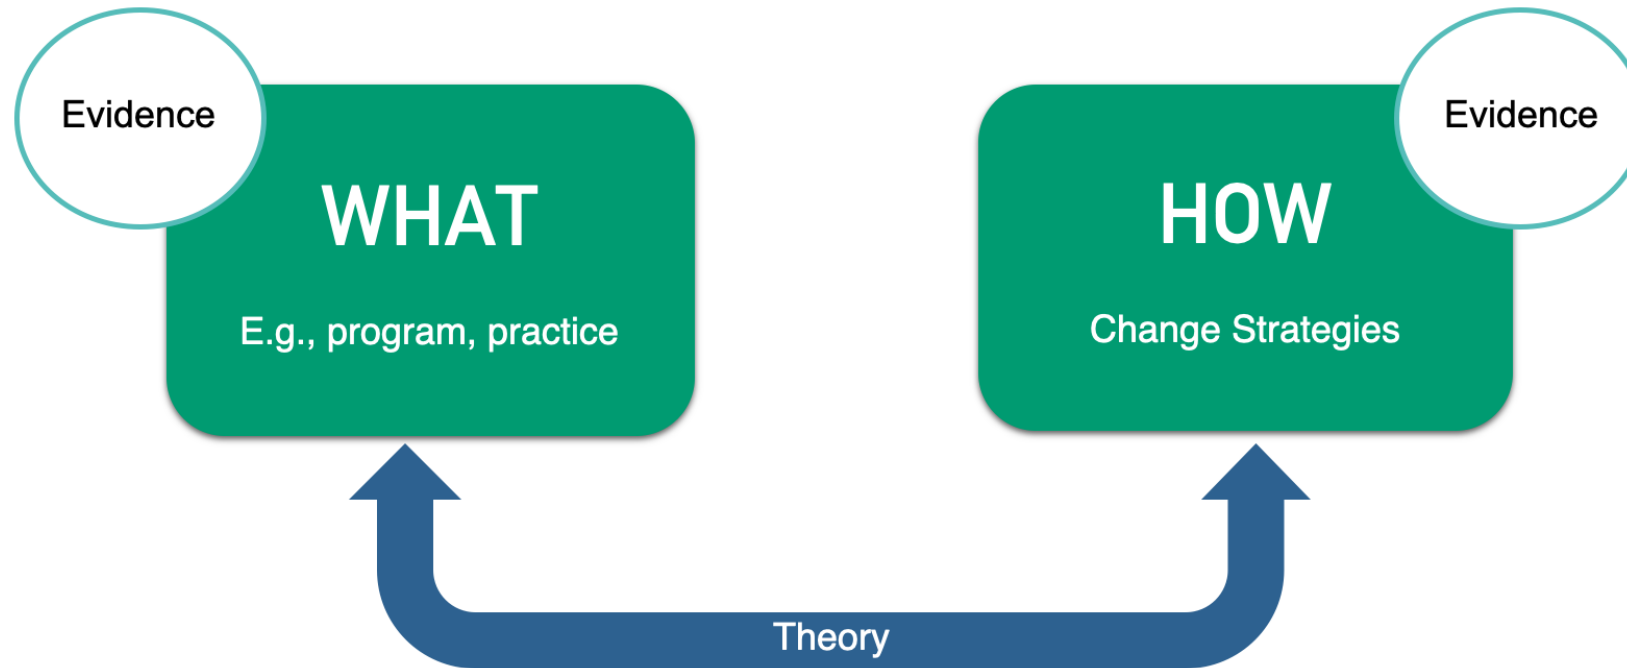 Evidence
WHAT
E.g., program, practice
Evidence
HOW
Change Strategies
Theory